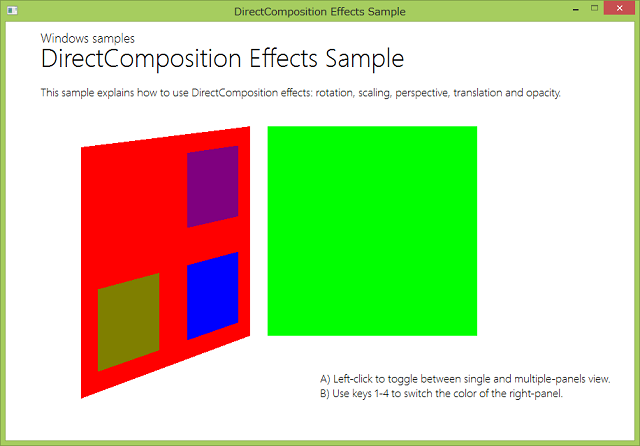 DirectComposition Effects Sample
Windows samples
DirectComposition Effects Sample
This sample explains how to use DirectComposition effects: rotation, scaling, perspective, translation and opacity.
A) Left-click to toggle between single and multiple-panels view.
B) Use keys 1-4 to switch the color of the right-panel.